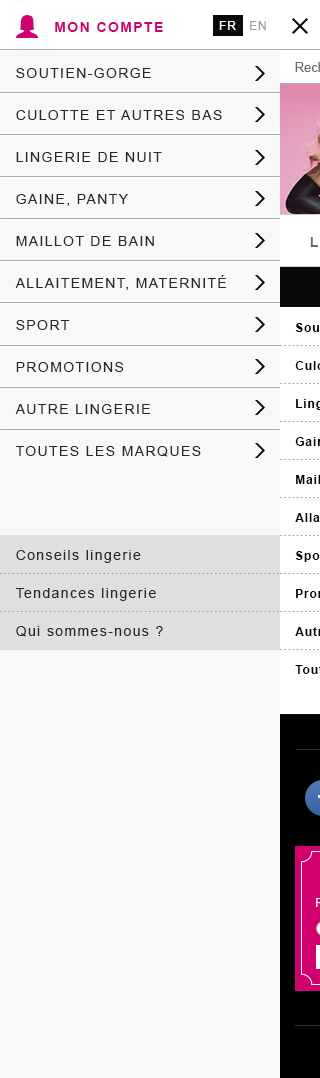 MON COMPTE
FR EN
SOUTIEN-GORGE
CULOTTE ET AUTRES BAS
LINGERIE DE NUIT
GAINE, PANTY
MAILLOT DE BAIN
ALLAITEMENT, MATERNITÉ
SPORT
PROMOTIONS
AUTRE LINGERIE
TOUTES LES MARQUES
Conseils lingerie
Tendances lingerie
Qui sommes-nous ?
Rech
L
Sou
Culo
Ling
Gain
Mail
Alla
Spo
Pro
Aut
Tou